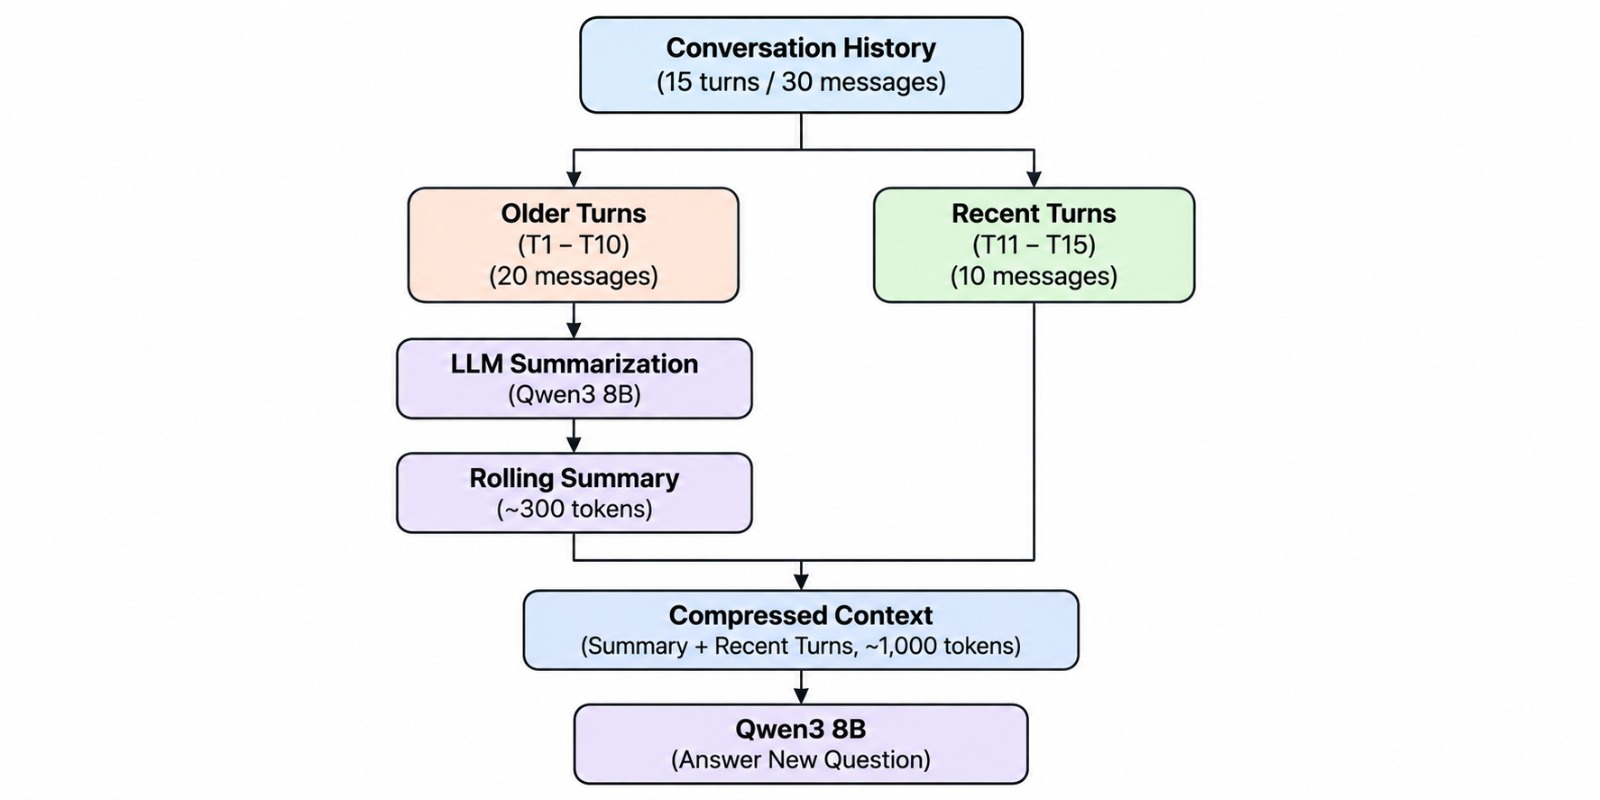 Conversation History
(15 turns / 30 messages)
Older Turns
(T1 – T10)
(20 messages)
Recent Turns
(T11 – T15)
(10 messages)
LLM Summarization
(Qwen3 8B)
Rolling Summary
(~300 tokens)
Compressed Context
(Summary + Recent Turns, ~1,000 tokens)
Qwen3 8B
(Answer New Question)